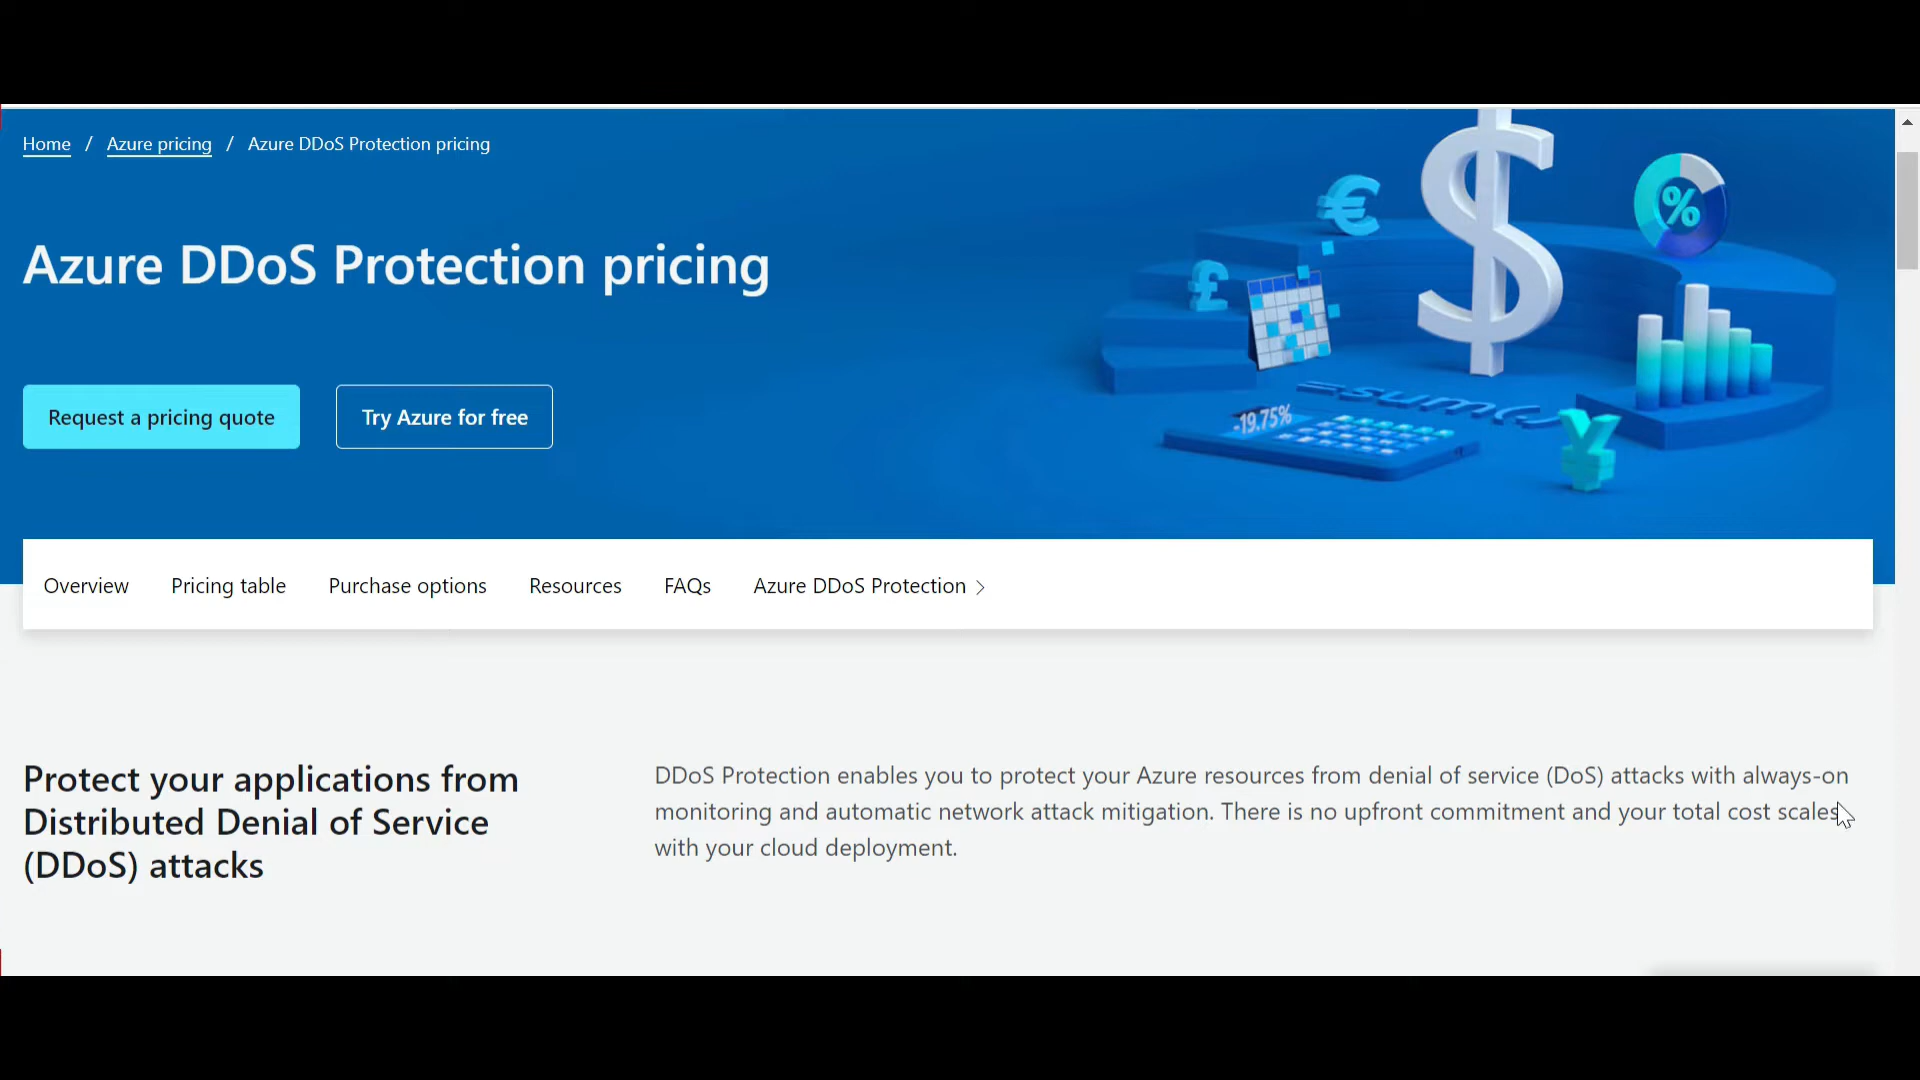 Home / Azure pricing / Azure DDoS Protection pricing
Azure DDoS Protection pricing
Request a pricing quote
Try Azure for free
-19.75%
=sum(
Overview
Pricing table
Purchase options
Resources
FAQs
Azure DDoS Protection >
Protect your applications from
Distributed Denial of Service
(DDoS) attacks
DDoS Protection enables you to protect your Azure resources from denial of service (DoS) attacks with always-on
monitoring and automatic network attack mitigation. There is no upfront commitment and your total cost scales
with your cloud deployment.